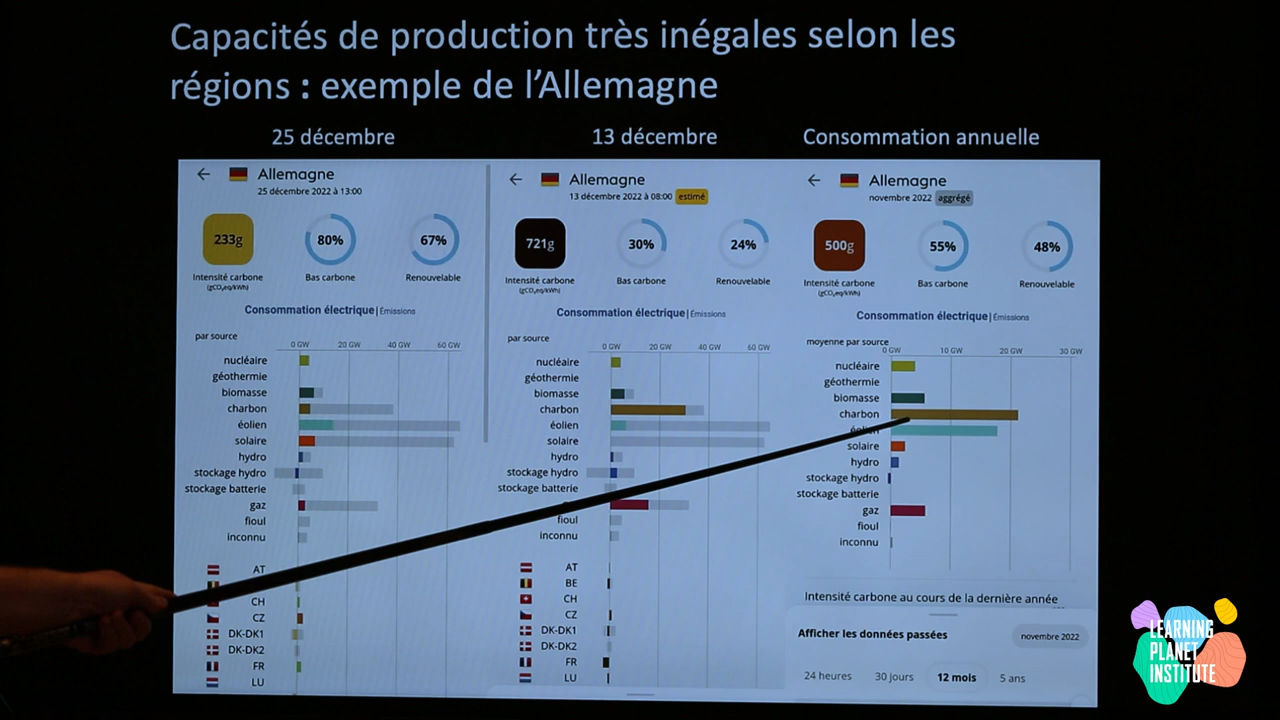 Capacités de production très inégales selon les
régions : exemple de l'Allemagne
25 décembre
13 décembre
Consommation annuelle
Allemagne
25 décembre 2022 à 13:00
233g
80%
67%
Intensité carbone
(gCO₂eq/kWh)
Bas carbone
Renouvelable
Consommation électrique | Émissions
par source
0 GW 20 GW 40 GW 60 GW
nucléaire
géothermie
biomasse
charbon
éolien
solaire
hydro
stockage hydro
stockage batterie
gaz
fioul
inconnu
AT
CH
CZ
DK-DK1
DK-DK2
FR
LU
Allemagne
13 décembre 2022 à 08:00 estimé
721g
30%
24%
Intensité carbone
(gCO₂eq/kWh)
Bas carbone
Renouvelable
Consommation électrique | Émissions
par source
0 GW 20 GW 40 GW 60 GW
nucléaire
géothermie
biomasse
charbon
éolien
solaire
hydro
stockage hydro
stockage batterie
fioul
inconnu
AT
BE
CH
CZ
DK-DK1
DK-DK2
FR
LU
Allemagne
novembre 2022 aggrégé
500g
55%
48%
Intensité carbone
(gCO₂eq/kWh)
Bas carbone
Renouvelable
Consommation électrique | Émissions
moyenne par source
0 GW 10 GW 20 GW 30 GW
nucléaire
géothermie
biomasse
charbon
éolien
solaire
hydro
stockage hydro
stockage batterie
gaz
fioul
inconnu
Intensité carbone au cours de la dernière année
Afficher les données passées
novembre 2022
24 heures 30 jours 12 mois 5 ans
LEARNING
PLANET
INSTITUTE